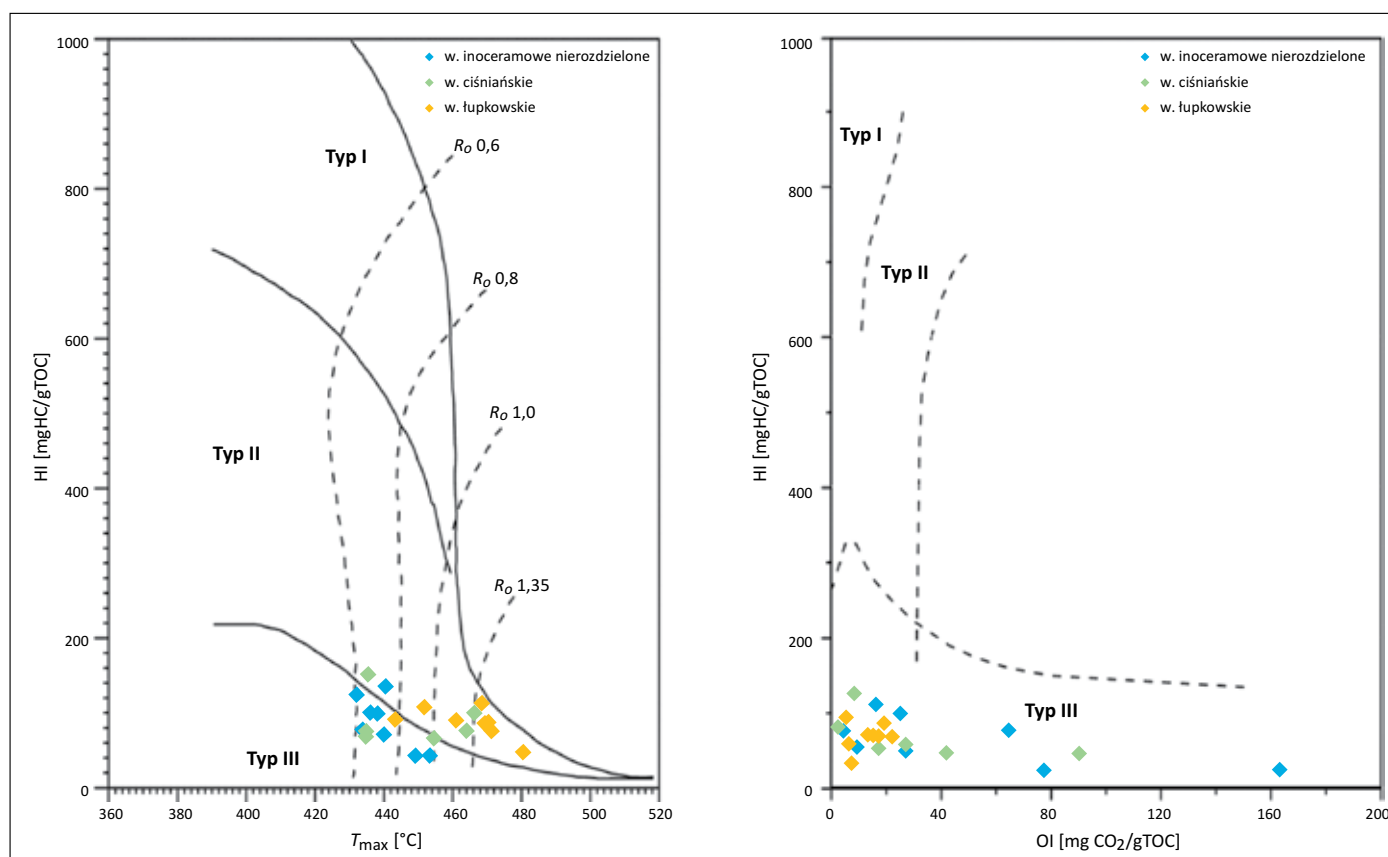 1000
800
600
400
200
0
HI [mgHC/gTOC]
360
380
400
420
440
460
480
500
520
Tmax [°C]
w. inoceramowe nierozdzielone
w. ciśniańskie
w. łupkowskie
Typ I
Typ II
Typ III
Ro 0,6
Ro 0,8
Ro 1,0
Ro 1,35
1000
800
600
400
200
0
HI [mgHC/gTOC]
0
40
80
120
160
200
OI [mg CO2/gTOC]
w. inoceramowe nierozdzielone
w. ciśniańskie
w. łupkowskie
Typ I
Typ II
Typ III